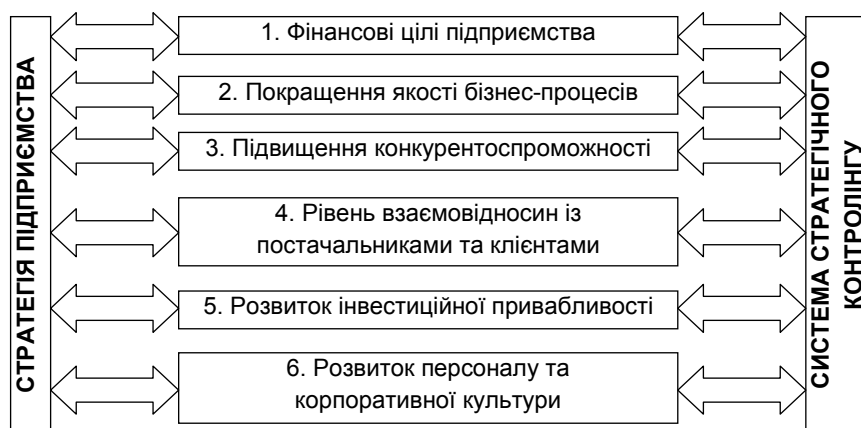 СТРАТЕГІЯ ПІДПРИЄМСТВА
1. Фінансові цілі підприємства
2. Покращення якості бізнес-процесів
3. Підвищення конкурентоспроможності
4. Рівень взаємовідносин із
постачальниками та клієнтами
5. Розвиток інвестиційної привабливості
6. Розвиток персоналу та
корпоративної культури
СИСТЕМА СТРАТЕГІЧНОГО
КОНТРОЛІНГУ